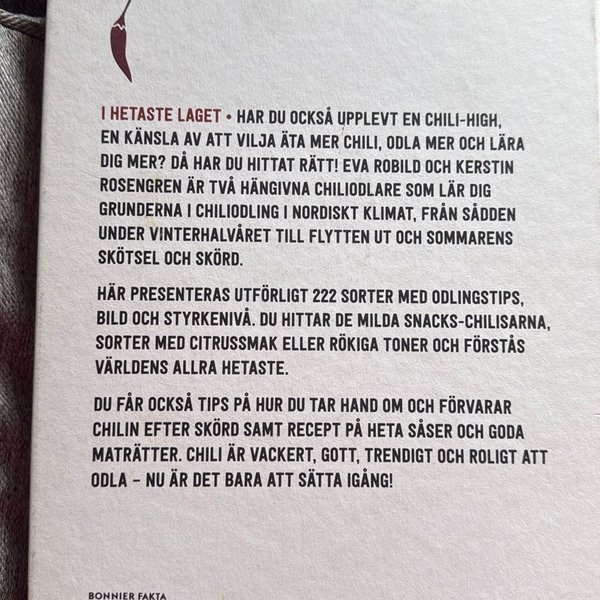 I HETASTE LAGET • HAR DU OCKSÅ UPPLEVT EN CHILI-HIGH,
EN KÄNSLA AV ATT VILJA ÄTA MER CHILI, ODLA MER OCH LÄRA
DIG MER? DÅ HAR DU HITTAT RÄTT! EVA ROBILD OCH KERSTIN
ROSENGREN ÄR TVÅ HÄNGIVNA CHILIODLARE SOM LÄR DIG
GRUNDERNA I CHILIODLING I NORDISKT KLIMAT, FRÅN SÅDDEN
UNDER VINTERHALVÅRET TILL FLYTTEN UT OCH SOMMARENS
SKÖTSEL OCH SKÖRD.
HÄR PRESENTERAS UTFÖRLIGT 222 SORTER MED ODLINGSTIPS,
BILD OCH STYRKENIVÅ. DU HITTAR DE MILDA SNACKS-CHILISARNA,
SORTER MED CITRUSSMAK ELLER RÖKIGA TONER OCH FÖRSTÅS
VÄRLDENS ALLRA HETASTE.
DU FÅR OCKSÅ TIPS PÅ HUR DU TAR HAND OM OCH FÖRVARAR
CHILIN EFTER SKÖRD SAMT RECEPT PÅ HETA SÅSER OCH GODA
MATRÄTTER. CHILI ÄR VACKERT, GOTT, TRENDIGT OCH ROLIGT ATT
ODLA – NU ÄR DET BARA ATT SÄTTA IGÅNG!
BONNIER FAKTA